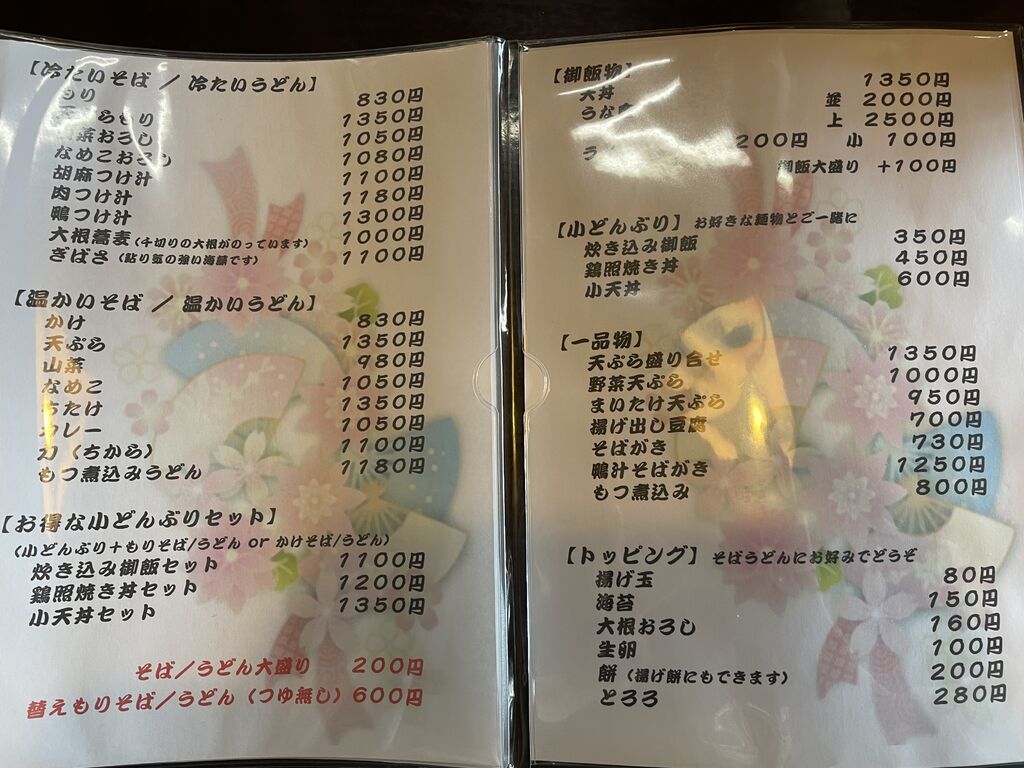 【冷たいそば / 冷たいうどん】
もり 830円
らもり 1350円
菜おろし 1050円
なめこおろし 1080円
胡麻つけ汁 1100円
肉つけ汁 1180円
鴨つけ汁 1300円
大根蕎麦(千切りの大根がのっています) 1000円
ぎばさ(粘り気の強い海藻です) 1100円
【温かいそば / 温かいうどん】
かけ 830円
天ぷら 1350円
山菜 980円
なめこ 1050円
たけ 1350円
カレー 1050円
力(ちから) 1100円
もつ煮込みうどん 1180円
【お得な小どんぶりセット】
(小どんぶり+もりそば/うどん or かけそば/うどん)
炊き込み御飯セット 1100円
鶏照焼き丼セット 1200円
小天丼セット 1350円
そば/うどん大盛り 200円
替えもりそば/うどん(つゆ無し) 600円
【御飯物】
天丼 1350円
うな 並 2000円
上 2500円
200円 小 100円
御飯大盛り +100円
【小どんぶり】お好きな麺物とご一緒に
炊き込み御飯 350円
鶏照焼き丼 450円
小天丼 600円
【一品物】
天ぷら盛り合せ 1350円
野菜天ぷら 1000円
まいたけ天ぷら 950円
揚げ出し豆腐 700円
そばがき 730円
鴨汁そばがき 1250円
もつ煮込み 800円
【トッピング】そばうどんにお好みでどうぞ
揚げ玉 80円
海苔 150円
大根おろし 160円
生卵 100円
餅(揚げ餅にもできます) 200円
とろろ 280円